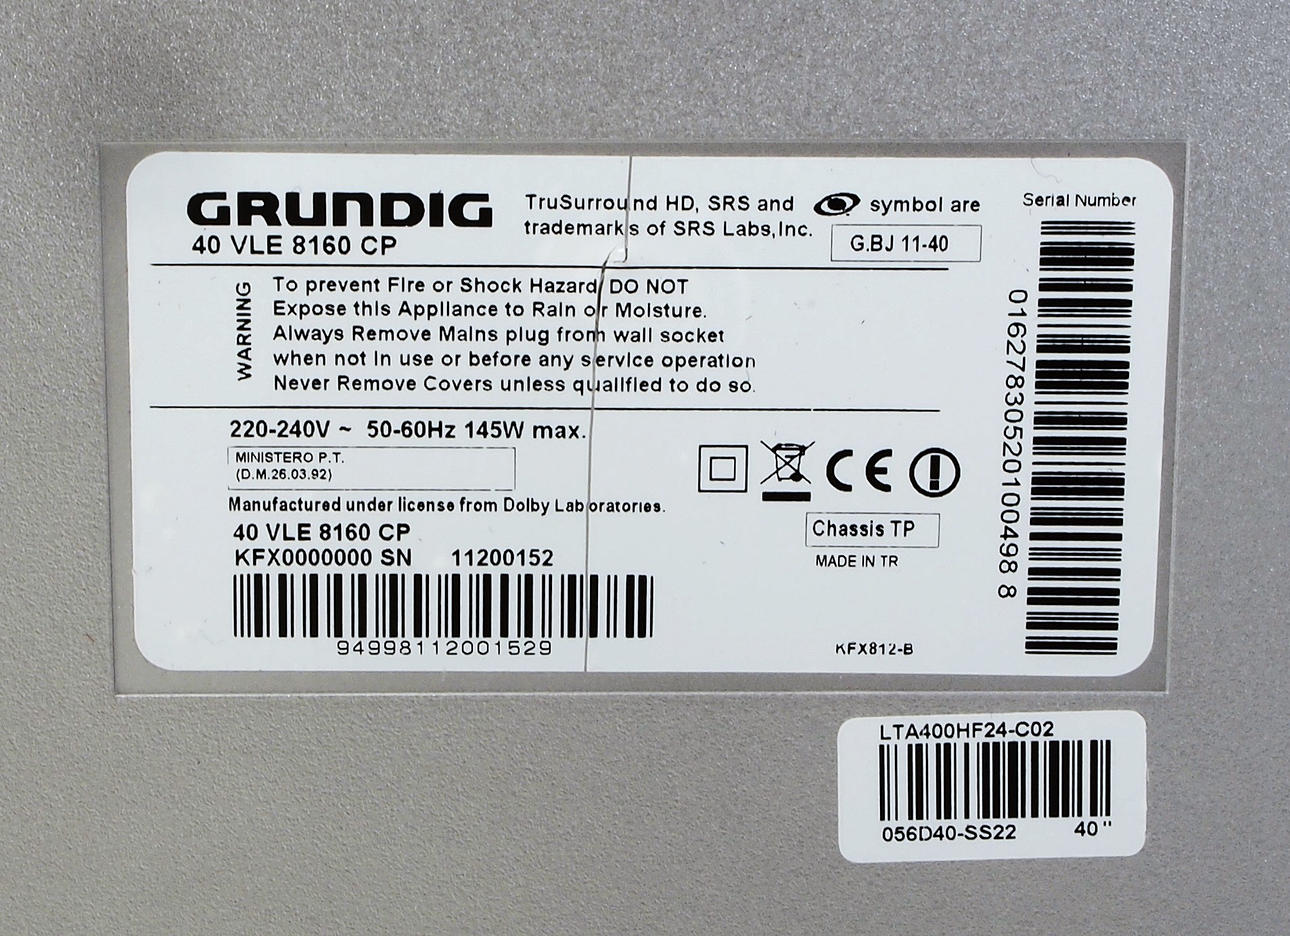 GRUNDIG
40 VLE 8160 CP
TruSurround HD, SRS and symbol are
trademarks of SRS Labs,Inc.
G.BJ 11-40
WARNING
To prevent Fire or Shock Hazard DO NOT
Expose this Appliance to Rain or Moisture.
Always Remove Mains plug from wall socket
when not in use or before any service operation
Never Remove Covers unless qualified to do so.
220-240V ~ 50-60Hz 145W max.
MINISTERO P.T.
(D.M.26.03.92)
Manufactured under license from Dolby Laboratories.
40 VLE 8160 CP
KFX0000000 SN 11200152
94998112001529
CE
Chassis TP
MADE IN TR
KFX812-B
Serial Number
01627830520100498 8
LTA400HF24-C02
056D40-SS22 40"